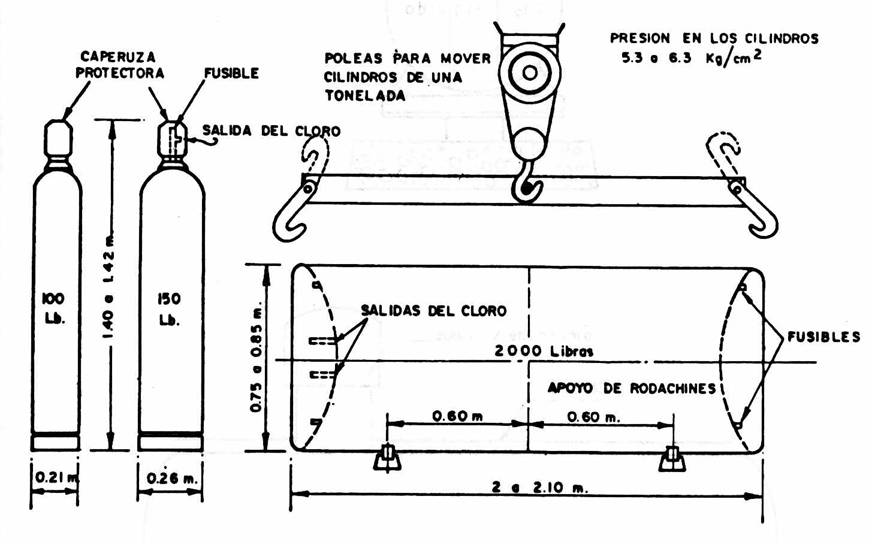 CAPERUZA
PROTECTORA
FUSIBLE
SALIDA DEL CLORO
POLEAS PARA MOVER
CILINDROS DE UNA
TONELADA
PRESION EN LOS CILINDROS
5.3 a 6.3 Kg/cm²
100
Lb.
150
Lb.
1.40 a 1.42 m.
0.21 m
0.26 m.
0.75 a 0.85 m.
SALIDAS DEL CLORO
2000 Libras
FUSIBLES
APOYO DE RODACHINES
0.60 m
0.60 m.
2 a 2.10 m.